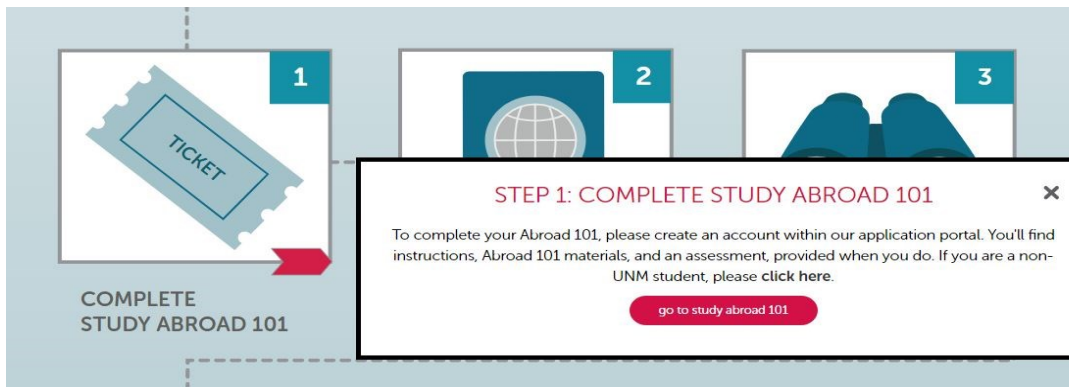 1
2
3
TICKET
COMPLETE
STUDY ABROAD 101
STEP 1: COMPLETE STUDY ABROAD 101
×
To complete your Abroad 101, please create an account within our application portal. You'll find
instructions, Abroad 101 materials, and an assessment, provided when you do. If you are a non-
UNM student, please click here.
go to study abroad 101